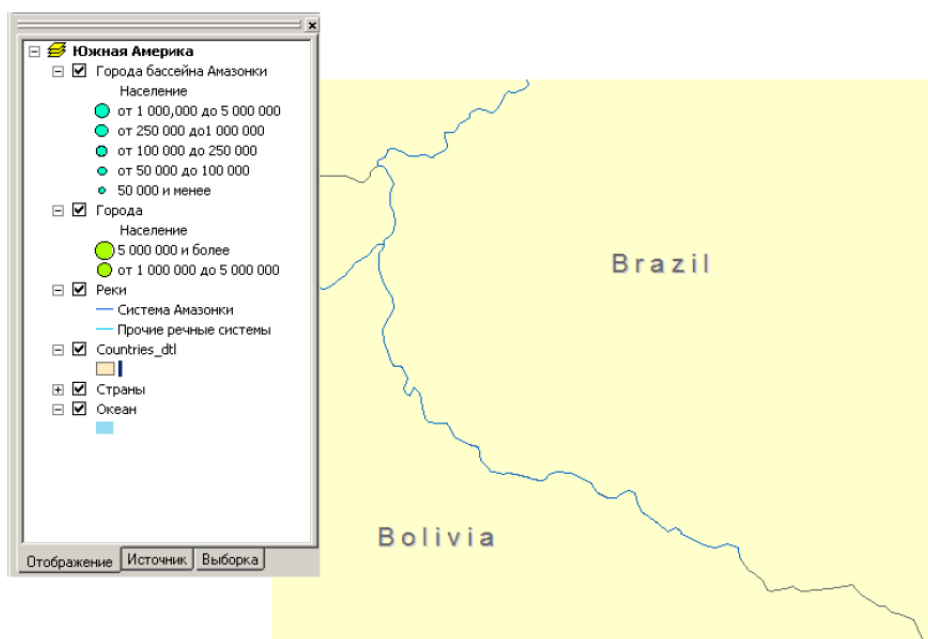 Южная Америка
Города бассейна Амазонки
Население
от 1 000,000 до 5 000 000
от 250 000 до1 000 000
от 100 000 до 250 000
от 50 000 до 100 000
50 000 и менее
Города
Население
5 000 000 и более
от 1 000 000 до 5 000 000
Реки
Система Амазонки
Прочие речные системы
Countries_dtl
Страны
Океан
Отображение Источник Выборка
Brazil
Bolivia